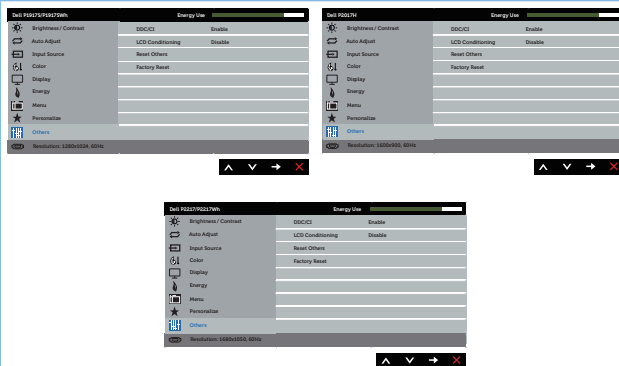 Dell P1917S/P1917SWh Energy Use
Brightness / Contrast DDC/CI Enable
Auto Adjust LCD Conditioning Disable
Input Source Reset Others
Color Factory Reset
Display
Energy
Menu
Personalize
Others
Resolution: 1280x1024, 60Hz
Dell P2017H Energy Use
Brightness / Contrast DDC/CI Enable
Auto Adjust LCD Conditioning Disable
Input Source Reset Others
Color Factory Reset
Display
Energy
Menu
Personalize
Others
Resolution: 1600x900, 60Hz
Dell P2217/P2217Wh Energy Use
Brightness / Contrast DDC/CI Enable
Auto Adjust LCD Conditioning Disable
Input Source Reset Others
Color Factory Reset
Display
Energy
Menu
Personalize
Others
Resolution: 1680x1050, 60Hz